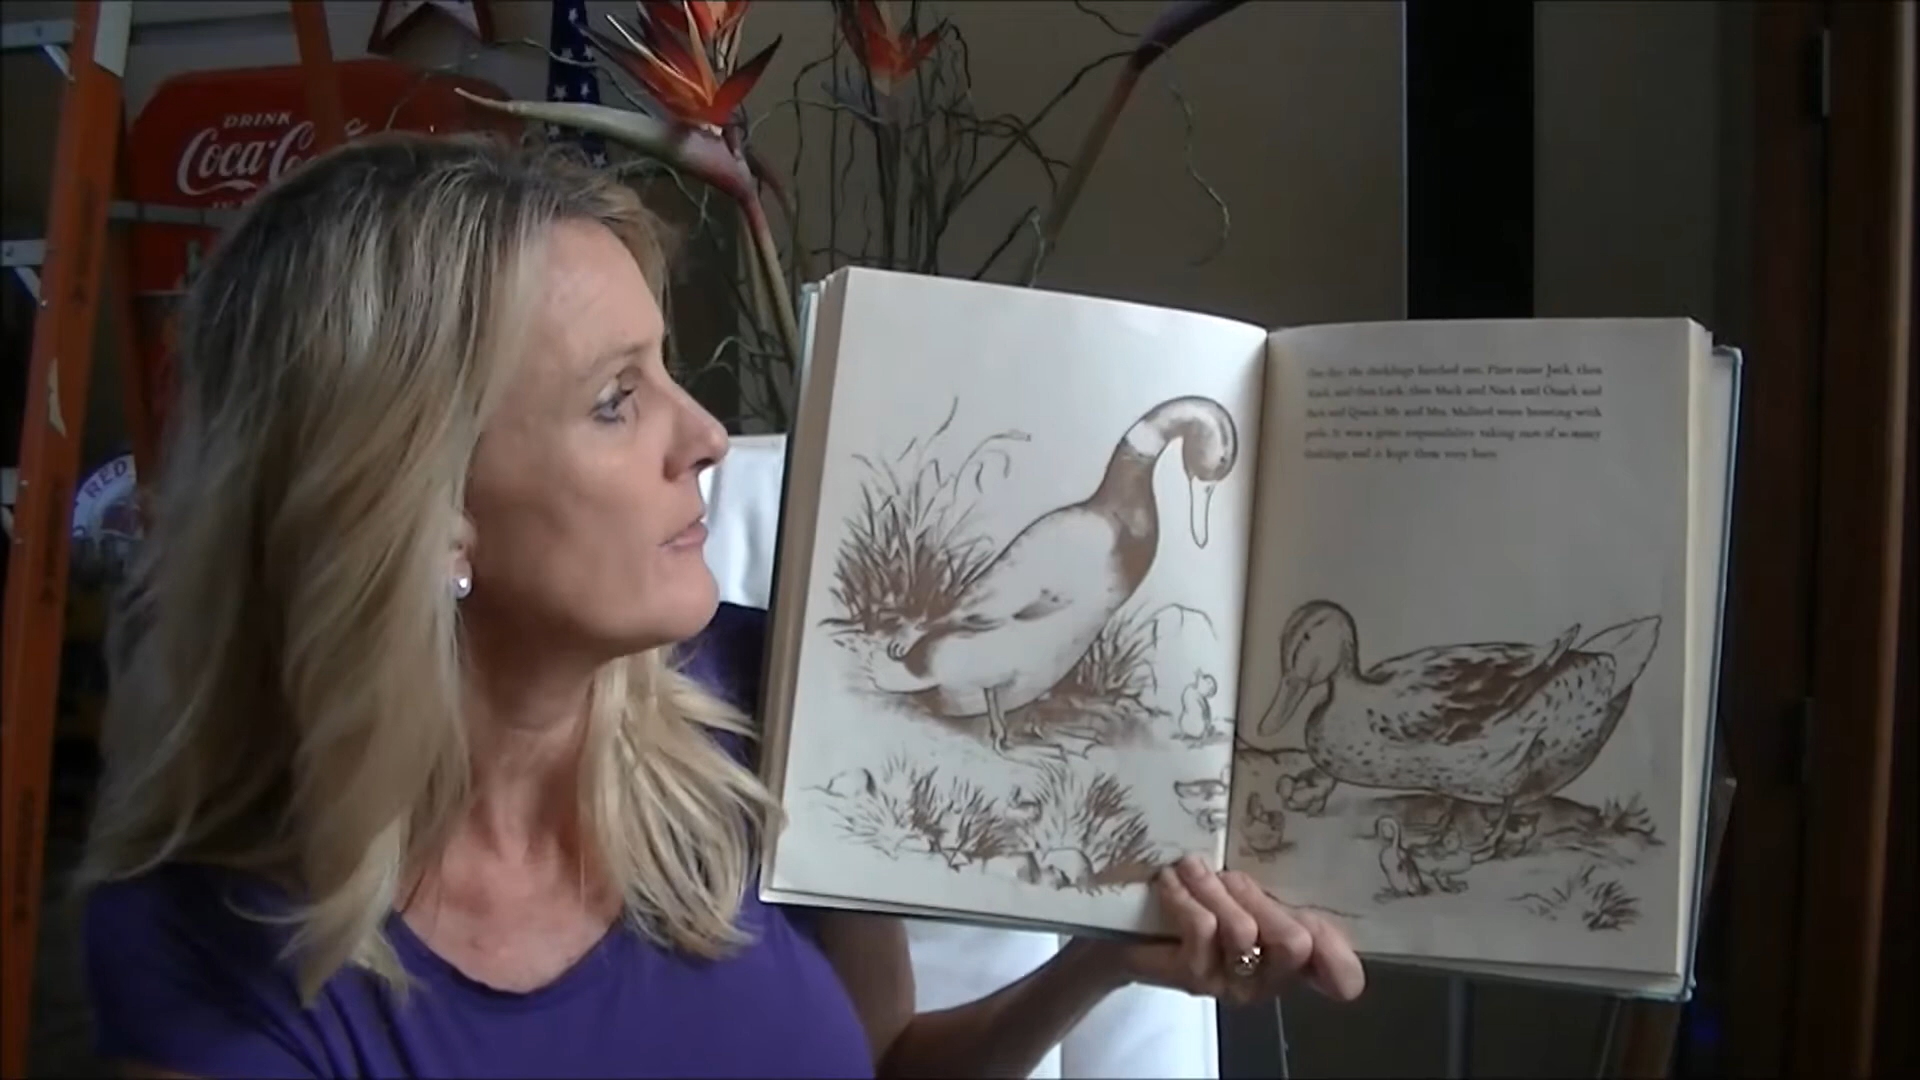 DRINK
Coca-Co
RED
One day the ducklings hatched out. First came Jack, then
Kack, and then Lack, then Mack and Nack and Ouack and
Pack and Quack. Mr. and Mrs. Mallard were bursting with
pride. It was a great responsibility taking care of so many
ducklings, and it kept them very busy.